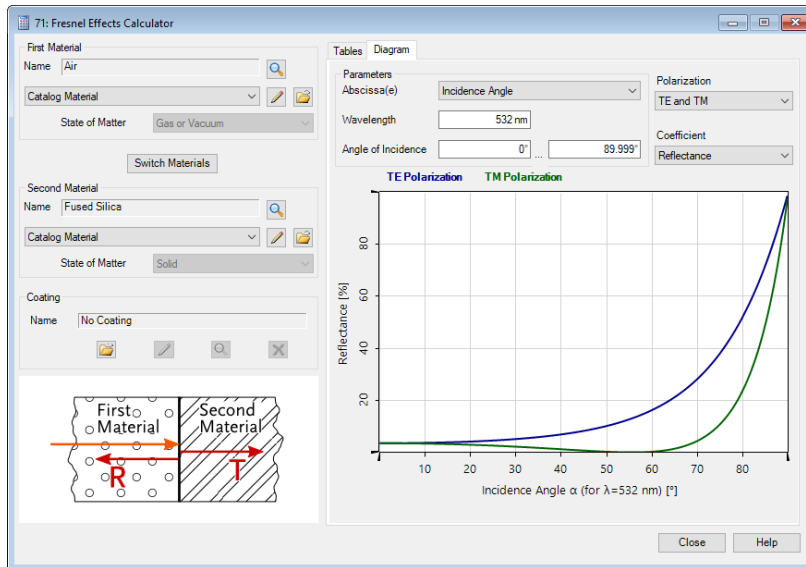 71: Fresnel Effects Calculator
First Material
Name Air
Catalog Material
State of Matter Gas or Vacuum
Switch Materials
Second Material
Name Fused Silica
Catalog Material
State of Matter Solid
Coating
Name No Coating
First Material
Second Material
R
T
Tables Diagram
Parameters
Abscissa(e) Incidence Angle
Wavelength 532 nm
Angle of Incidence 0° ... 89.999°
Polarization
TE and TM
Coefficient
Reflectance
TE Polarization TM Polarization
Reflectance [%]
80
60
40
20
10 20 30 40 50 60 70 80
Incidence Angle α (for λ=532 nm) [°]
Close Help